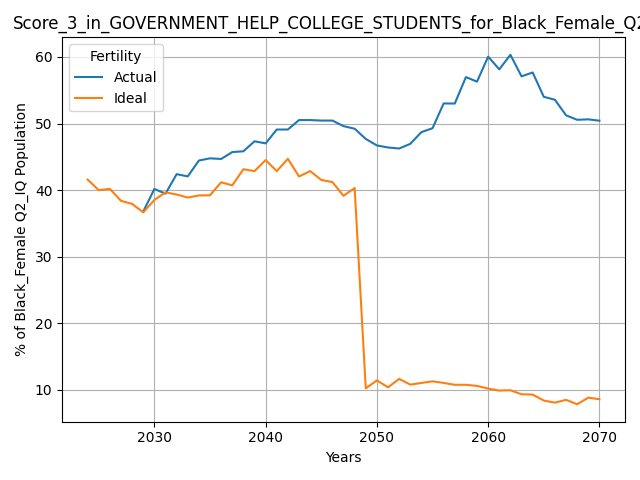 Score_3_in_GOVERNMENT_HELP_COLLEGE_STUDENTS_for_Black_Female_Q2
Fertility
Actual
Ideal
% of Black_Female Q2_IQ Population
60
50
40
30
20
10
2030 2040 2050 2060 2070
Years